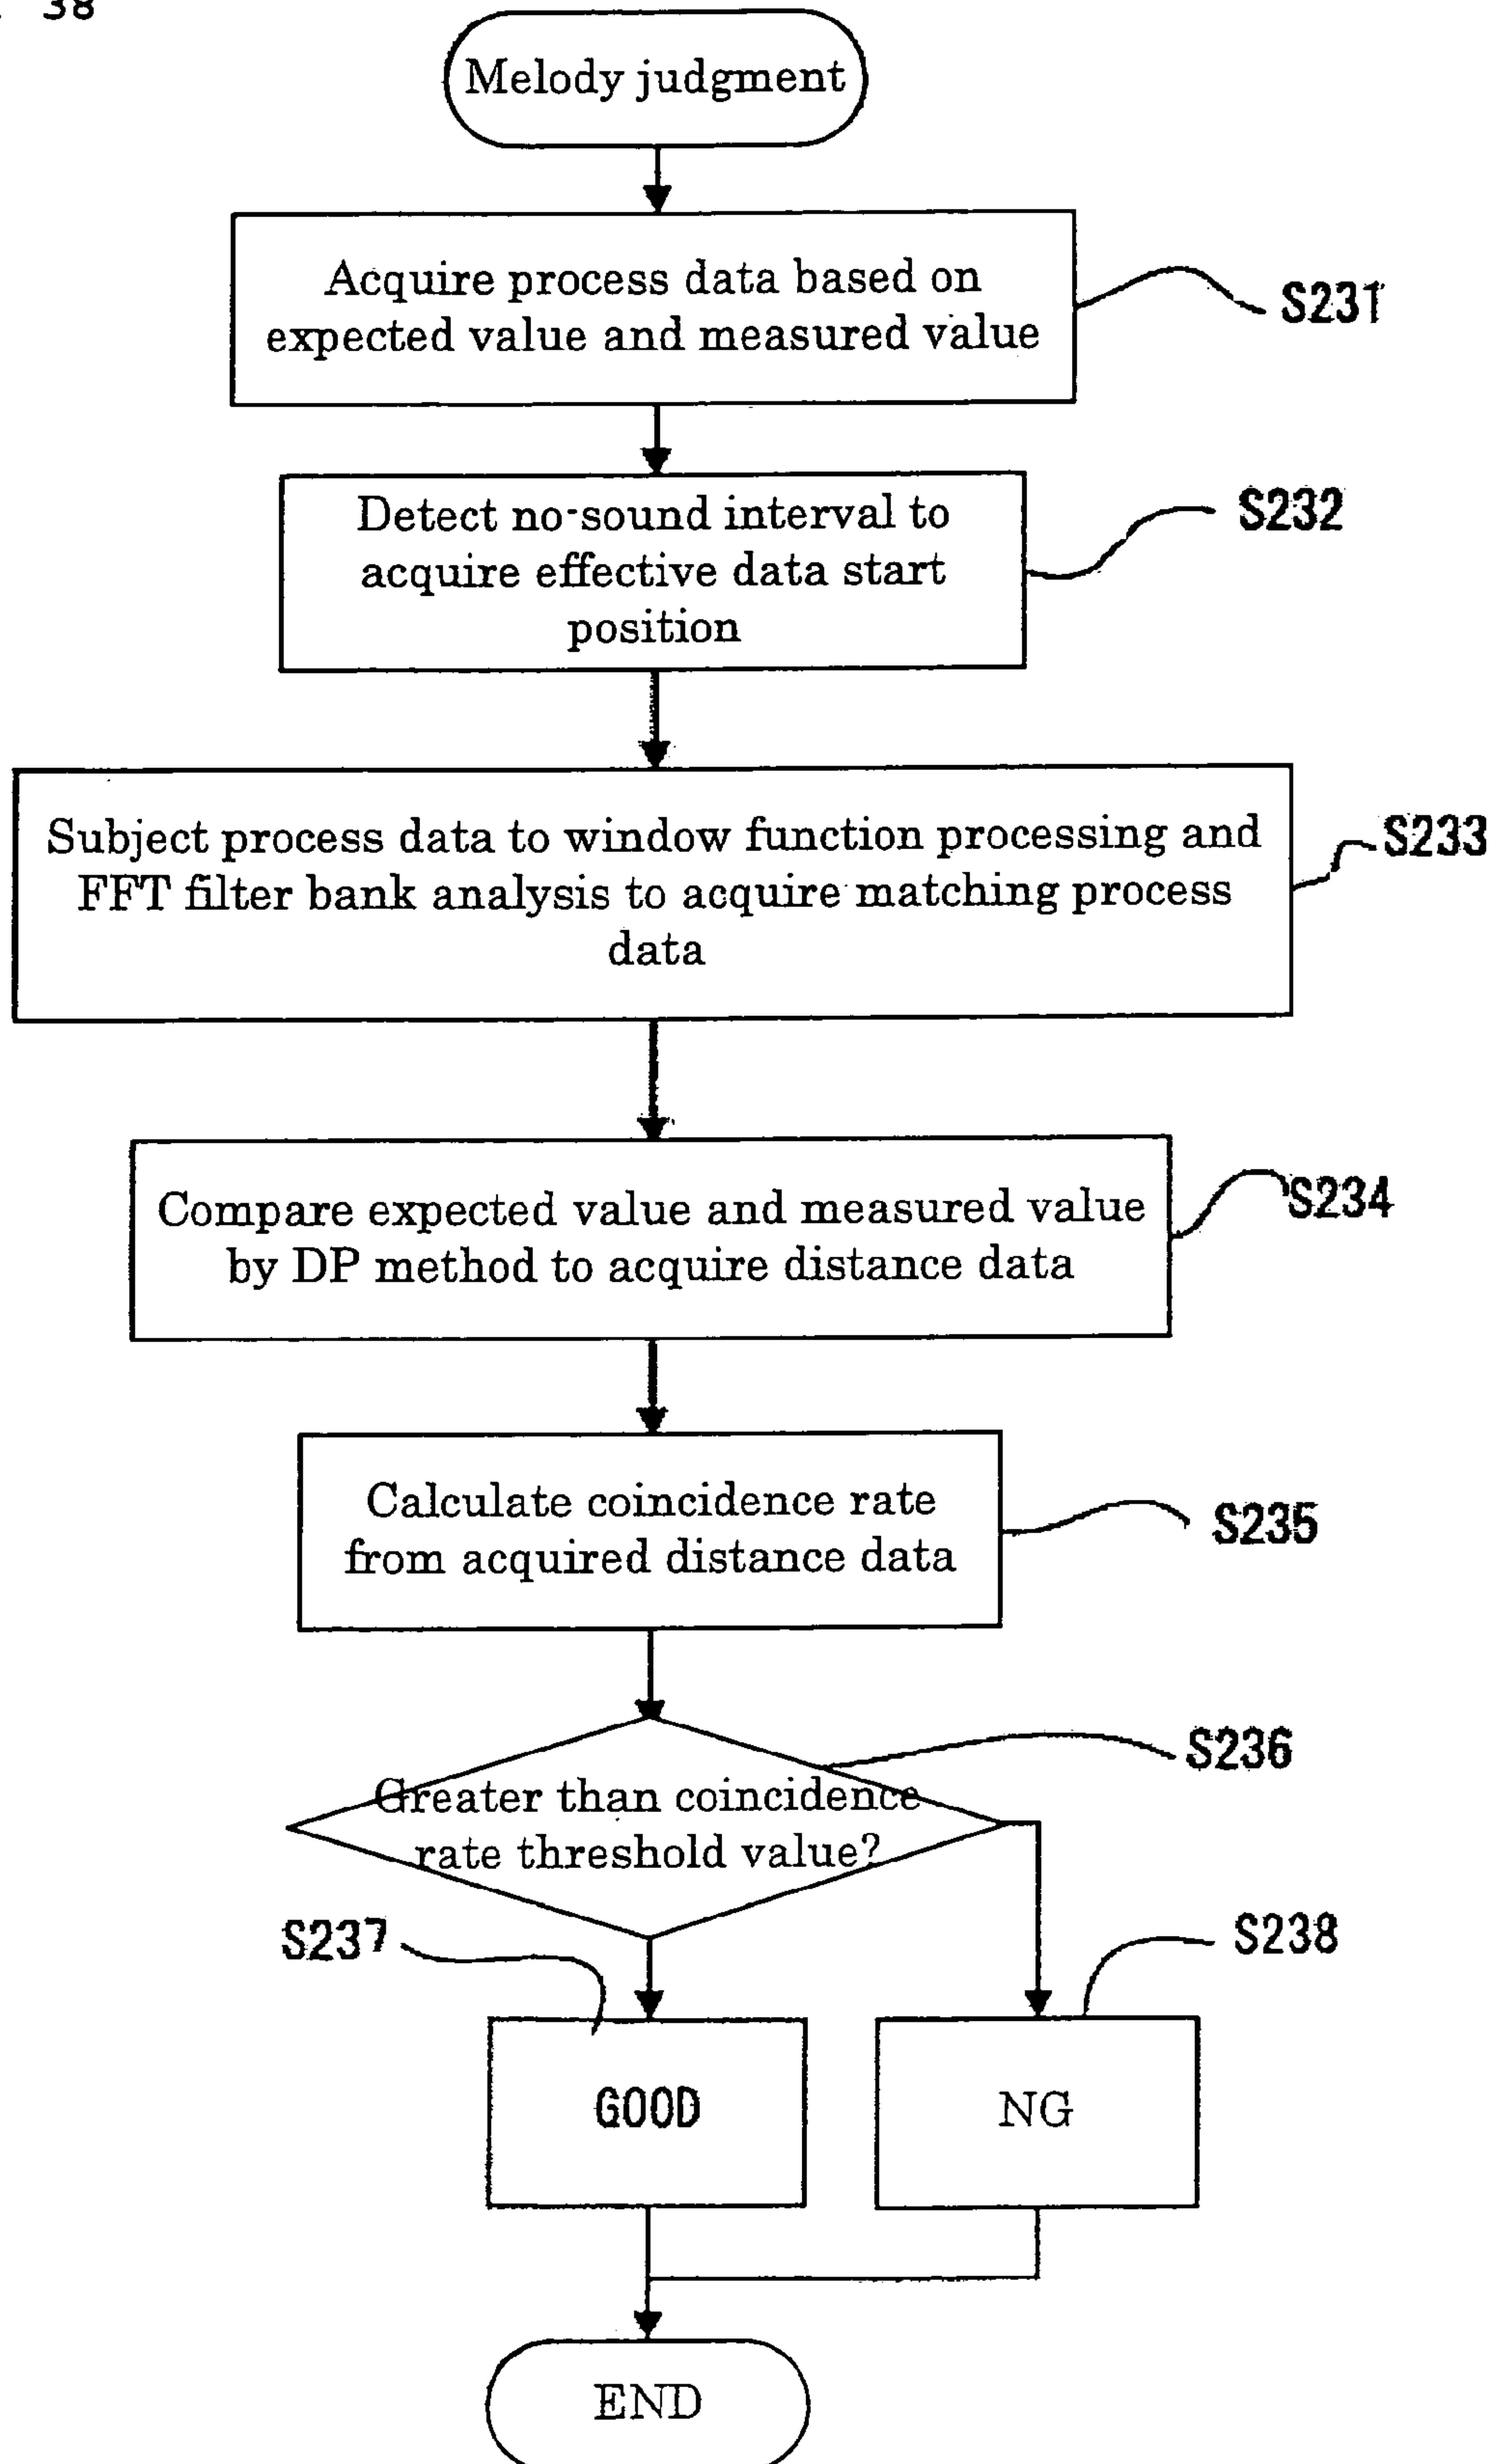 38
Melody judgment
Acquire process data based on
expected value and measured value
S231
Detect no-sound interval to
acquire effective data start
position
S232
Subject process data to window function processing and
FFT filter bank analysis to acquire matching process
data
S233
Compare expected value and measured value
by DP method to acquire distance data
S234
Calculate coincidence rate
from acquired distance data
S235
Greater than coincidence
rate threshold value?
S236
S237
S238
GOOD
NG
END